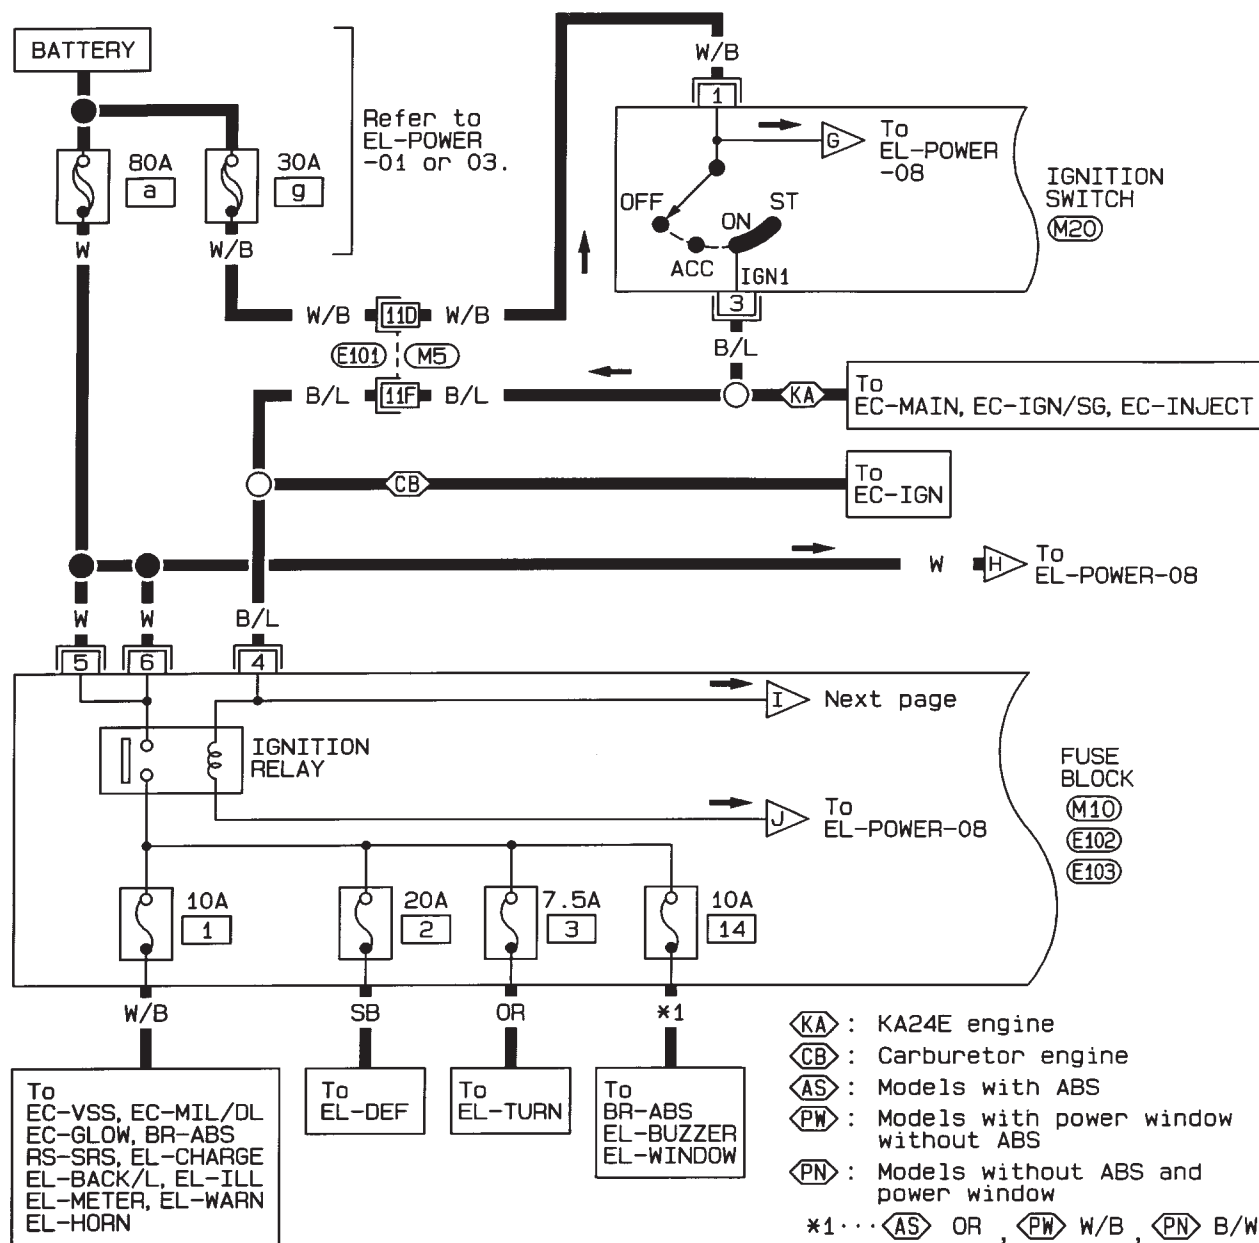 BATTERY
80A
a
30A
g
Refer to
EL-POWER
-01 or 03.
W
W/B
W/B
1
G
To
EL-POWER
-08
IGNITION
SWITCH
M20
OFF
ACC
ON
ST
IGN1
3
B/L
W/B
11D
W/B
E101
M5
B/L
11F
B/L
KA
To
EC-MAIN, EC-IGN/SG, EC-INJECT
CB
To
EC-IGN
W
H
To
EL-POWER-08
W
W
B/L
5
6
4
I
Next page
IGNITION
RELAY
J
To
EL-POWER-08
FUSE
BLOCK
M10
E102
E103
10A
1
20A
2
7.5A
3
10A
14
W/B
SB
OR
*1
To
EC-VSS, EC-MIL/DL
EC-GLOW, BR-ABS
RS-SRS, EL-CHARGE
EL-BACK/L, EL-ILL
EL-METER, EL-WARN
EL-HORN
To
EL-DEF
To
EL-TURN
To
BR-ABS
EL-BUZZER
EL-WINDOW
KA : KA24E engine
CB : Carburetor engine
AS : Models with ABS
PW : Models with power window
without ABS
PN : Models without ABS and
power window
*1··· AS OR , PW W/B , PN B/W